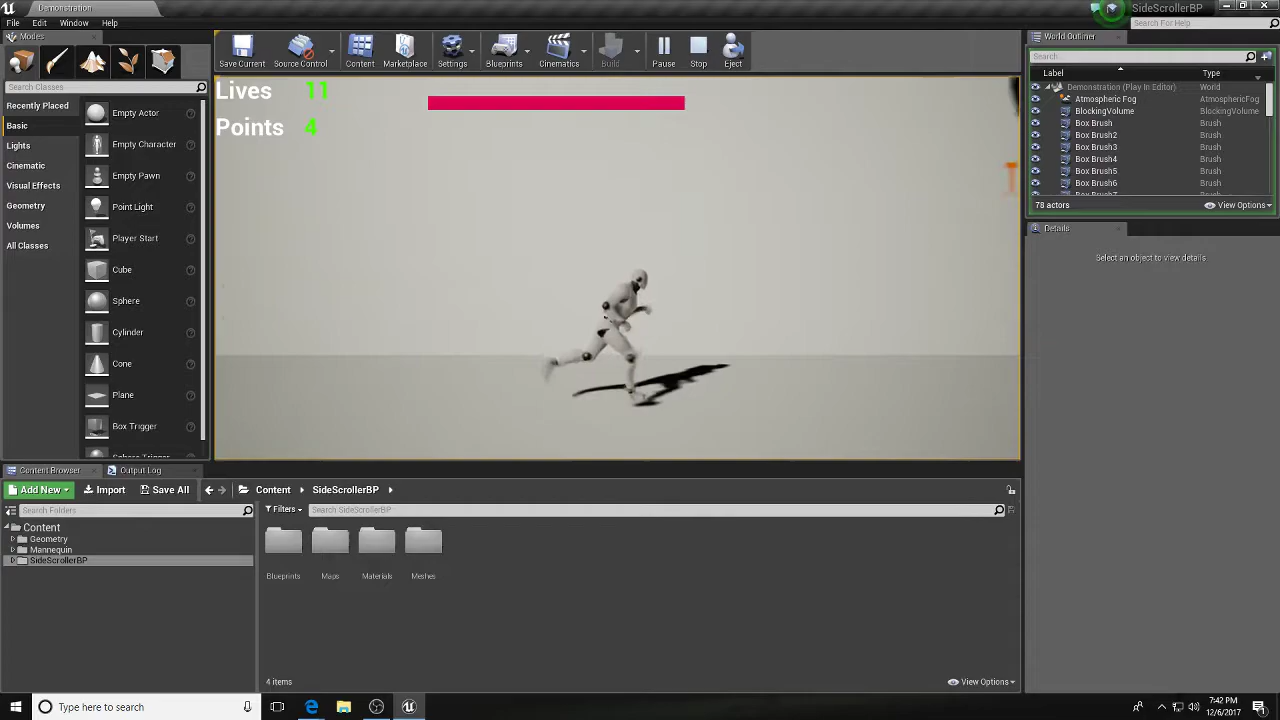 Demonstration
SideScrollerBP
File Edit Window Help
Search For Help
Modes
World Outliner
Save Current Source Control Content Marketplace Settings Blueprints Cinematics Build Pause Stop Eject
Search
Label Type
Search Classes
Recently Placed
Basic
Lights
Cinematic
Visual Effects
Geometry
Volumes
All Classes
Empty Actor
Empty Character
Empty Pawn
Point Light
Player Start
Cube
Sphere
Cylinder
Cone
Plane
Box Trigger
Sphere Trigger
Lives 11
Points 4
Demonstration (Play In Editor) World
Atmospheric Fog AtmosphericFog
BlockingVolume BlockingVolume
Box Brush Brush
Box Brush2 Brush
Box Brush3 Brush
Box Brush4 Brush
Box Brush5 Brush
Box Brush6 Brush
Box Brush7 Brush
78 actors View Options
Details
Select an object to view details
Content Browser Output Log
Add New Import Save All Content SideScrollerBP
Search Folders
Filters Search SideScrollerBP
Content
Geometry
Mannequin
SideScrollerBP
Blueprints Maps Materials Meshes
4 items View Options
Type here to search
7:42 PM
12/6/2017